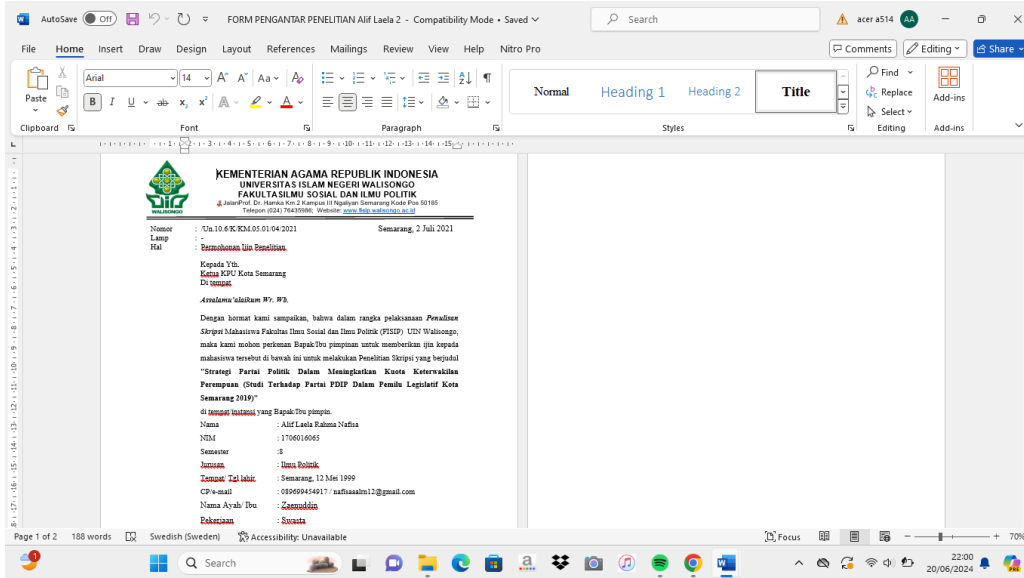 AutoSave Off FORM PENGANTAR PENELITIAN Alif Laela 2 - Compatibility Mode • Saved Search acer a514 AA
File Home Insert Draw Design Layout References Mailings Review View Help Nitro Pro Comments Editing Share
Paste Arial 14 Normal Heading 1 Heading 2 Title Find Replace Select Add-ins
Clipboard Font Paragraph Styles Editing Add-ins
UIN
WALISONGO
KEMENTERIAN AGAMA REPUBLIK INDONESIA
UNIVERSITAS ISLAM NEGERI WALISONGO
FAKULTASILMU SOSIAL DAN ILMU POLITIK
JalanProf. Dr. Hamka Km.2 Kampus III Ngaliyan Semarang Kode Pos 50185
Telepon (024) 76435986; Website: www.fisip.walisongo.ac.id
Nomor : /Un.10.6/K/KM.05.01/04/2021 Semarang, 2 Juli 2021
Lamp : -
Hal : Permohonan Ijin Penelitian
Kepada Yth.
Ketua KPU Kota Semarang
Di tempat
Assalamu'alaikum Wr. Wb.
Dengan hormat kami sampaikan, bahwa dalam rangka pelaksanaan Penulisan
Skripsi Mahasiswa Fakultas Ilmu Sosial dan Ilmu Politik (FISIP) UIN Walisongo,
maka kami mohon perkenan Bapak/Ibu pimpinan untuk memberikan ijin kepada
mahasiswa tersebut di bawah ini untuk melakukan Penelitian Skripsi yang berjudul
"Strategi Partai Politik Dalam Meningkatkan Kuota Keterwakilan
Perempuan (Studi Terhadap Partai PDIP Dalam Pemilu Legislatif Kota
Semarang 2019)"
di tempat/instansi yang Bapak/Ibu pimpin.
Nama : Alif Laela Rahma Nafisa
NIM : 1706016065
Semester :8
Jurusan : Ilmu Politik
Tempat/ Tgl lahir : Semarang, 12 Mei 1999
CP/e-mail : 089699454917 / nafisaaalrn12@gmail.com
Nama Ayah/ Ibu : Zaenuddin
Pekerjaan : Swasta
Page 1 of 2 188 words Swedish (Sweden) Accessibility: Unavailable Focus 70%
Search 22:00
20/06/2024